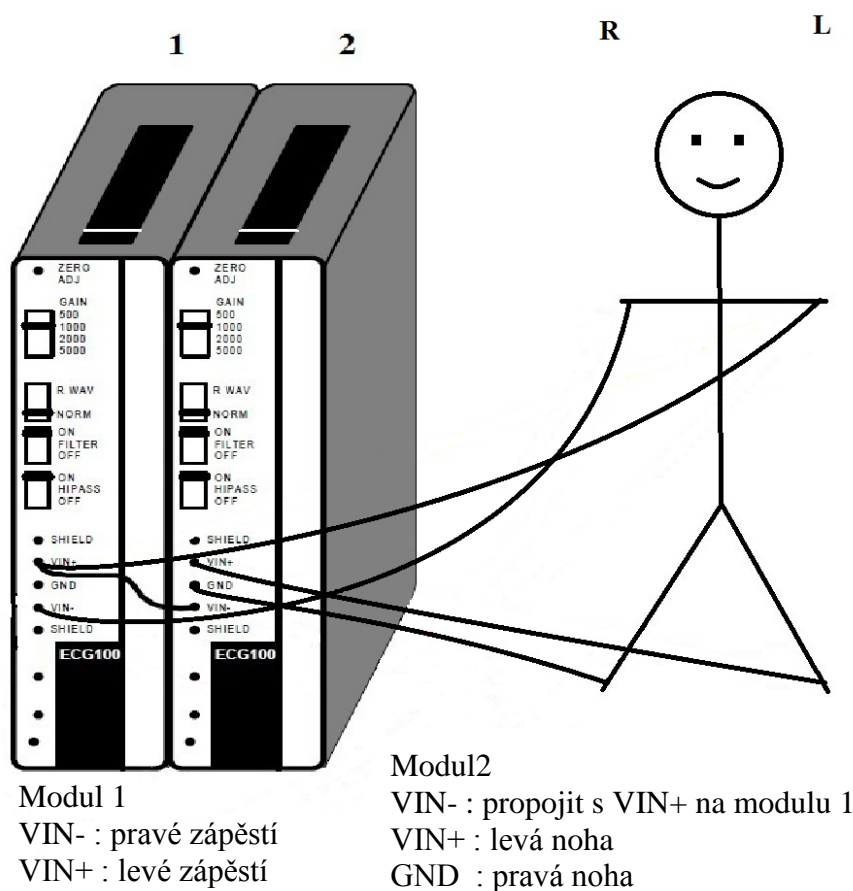 1 2 R L
ZERO
ADJ
GAIN
500
1000
2000
5000
R WAV
NORM
ON
FILTER
OFF
ON
HIPASS
OFF
SHIELD
VIN+
GND
VIN-
SHIELD
ECG100
ZERO
ADJ
GAIN
500
1000
2000
5000
R WAV
NORM
ON
FILTER
OFF
ON
HIPASS
OFF
SHIELD
VIN+
GND
VIN-
SHIELD
ECG100
Modul 1
VIN- : pravé zápěstí
VIN+ : levé zápěstí
Modul2
VIN- : propojit s VIN+ na modulu 1
VIN+ : levá noha
GND : pravá noha